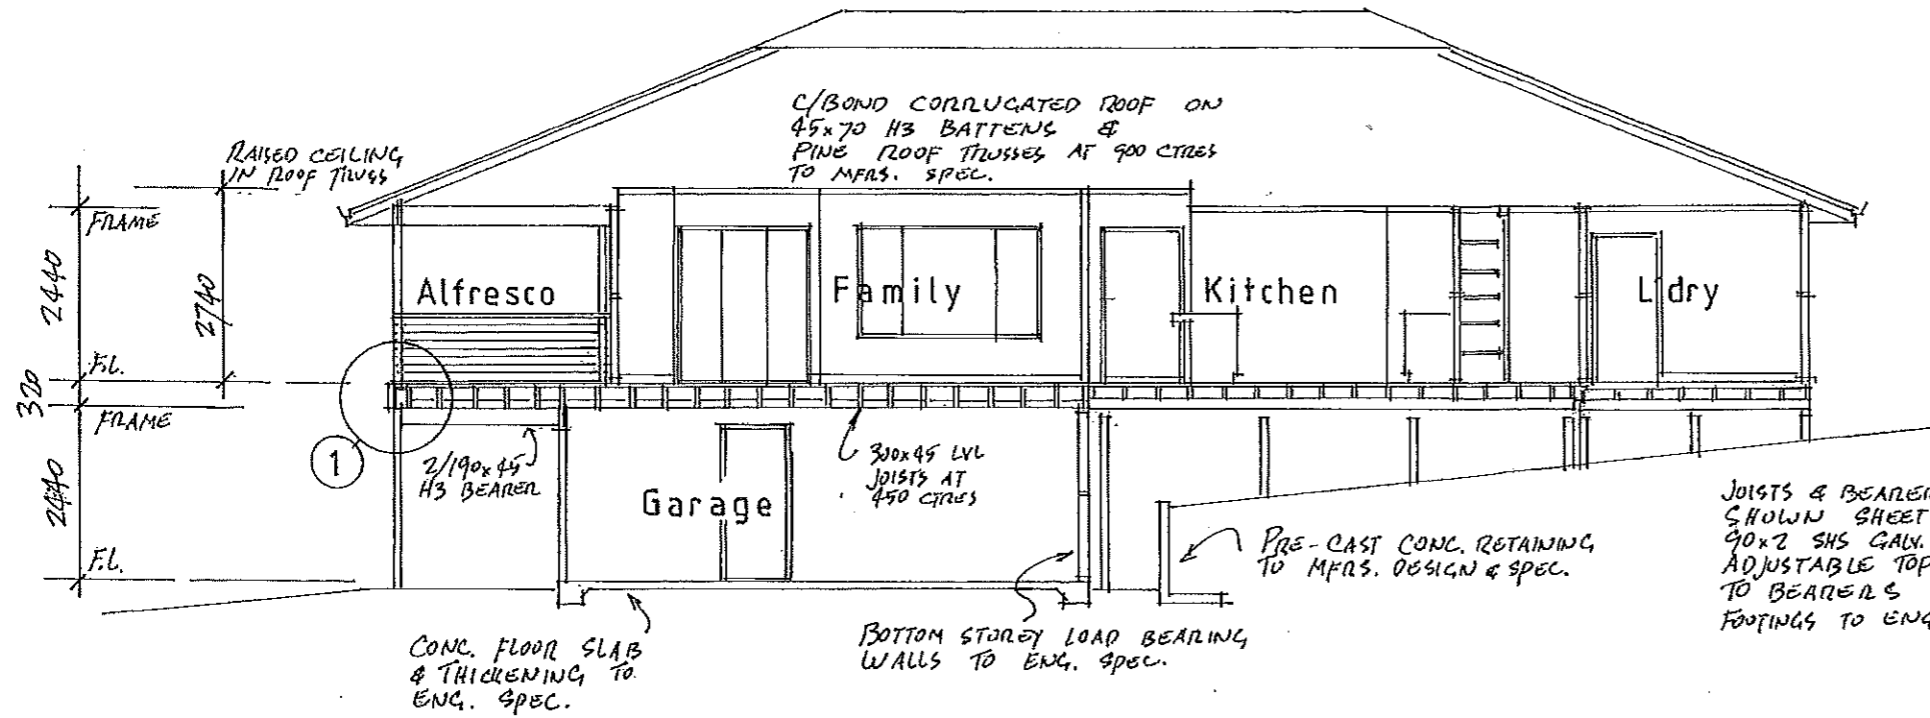 C/BOND CORRUGATED ROOF ON
45x70 H3 BATTENS &
PINE ROOF TRUSSES AT 900 CTRES
TO MFRS. SPEC.
RAISED CEILING
IN ROOF TRUSS
FRAME
2440
2740
F.L.
320
FRAME
2440
F.L.
Alfresco
Family
Kitchen
L'dry
1
2/190x45
H3 BEARER
300x45 LVL
JOISTS AT
450 CTRES
Garage
PRE-CAST CONC. RETAINING
TO MFRS. DESIGN & SPEC.
JOISTS & BEARER
SHOWN SHEET
90x2 SHS GALV.
ADJUSTABLE TOP
TO BEARERS
FOOTINGS TO ENG
CONC. FLOOR SLAB
& THICKENING TO
ENG. SPEC.
BOTTOM STOREY LOAD BEARING
WALLS TO ENG. SPEC.